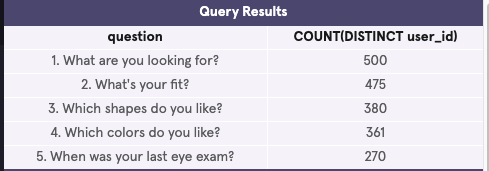 Query Results
question COUNT(DISTINCT user_id)
1. What are you looking for? 500
2. What's your fit? 475
3. Which shapes do you like? 380
4. Which colors do you like? 361
5. When was your last eye exam? 270